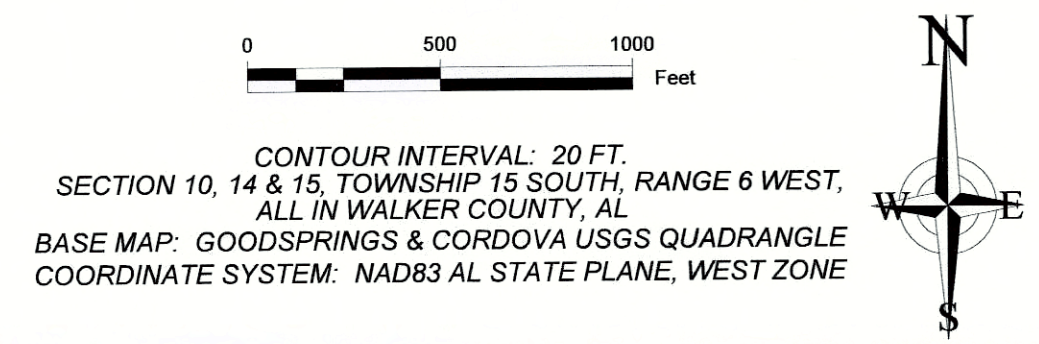 0 500 1000
Feet
CONTOUR INTERVAL: 20 FT.
SECTION 10, 14 & 15, TOWNSHIP 15 SOUTH, RANGE 6 WEST,
ALL IN WALKER COUNTY, AL
BASE MAP: GOODSPRINGS & CORDOVA USGS QUADRANGLE
COORDINATE SYSTEM: NAD83 AL STATE PLANE, WEST ZONE
N
W E
S